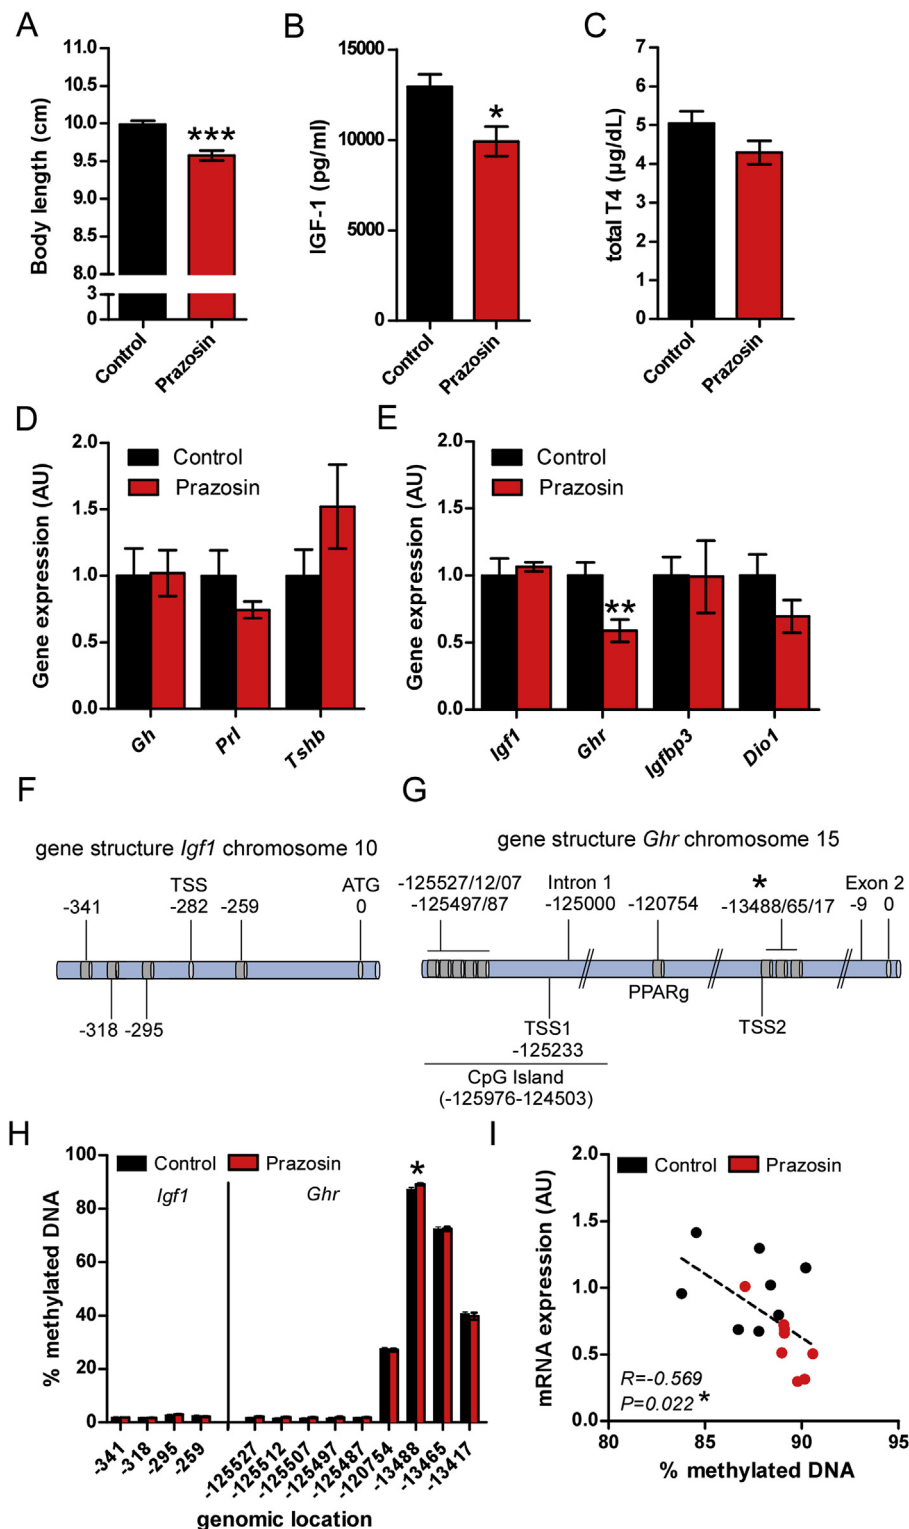 A
11.0
10.5
10.0
9.5
9.0
8.5
8.0
3
0
Body length (cm)
***
Control
Prazosin
B
15000
10000
5000
0
IGF-1 (pg/ml)
*
Control
Prazosin
C
7
6
5
4
3
2
1
0
total T4 (µg/dL)
Control
Prazosin
D
2.0
1.5
1.0
0.5
0.0
Gene expression (AU)
Control
Prazosin
Gh
Prl
Tshb
E
2.0
1.5
1.0
0.5
0.0
Gene expression (AU)
Control
Prazosin
**
Igf1
Ghr
Igfbp3
Dio1
F
gene structure Igf1 chromosome 10
TSS
ATG
-341
-282
-259
0
-318
-295
G
gene structure Ghr chromosome 15
*
-125527/12/07
Intron 1
Exon 2
-125497/87
-125000
-120754
-13488/65/17
-9
0
PPARg
TSS1
TSS2
-125233
CpG Island
(-125976-124503)
H
100
80
60
40
20
0
% methylated DNA
Control
Prazosin
Igf1
Ghr
*
-341
-318
-295
-259
-125527
-125512
-125507
-125497
-125487
-120754
-13488
-13465
-13417
genomic location
I
2.0
1.5
1.0
0.5
0.0
mRNA expression (AU)
Control
Prazosin
R=-0.569
P=0.022 *
80
85
90
95
% methylated DNA